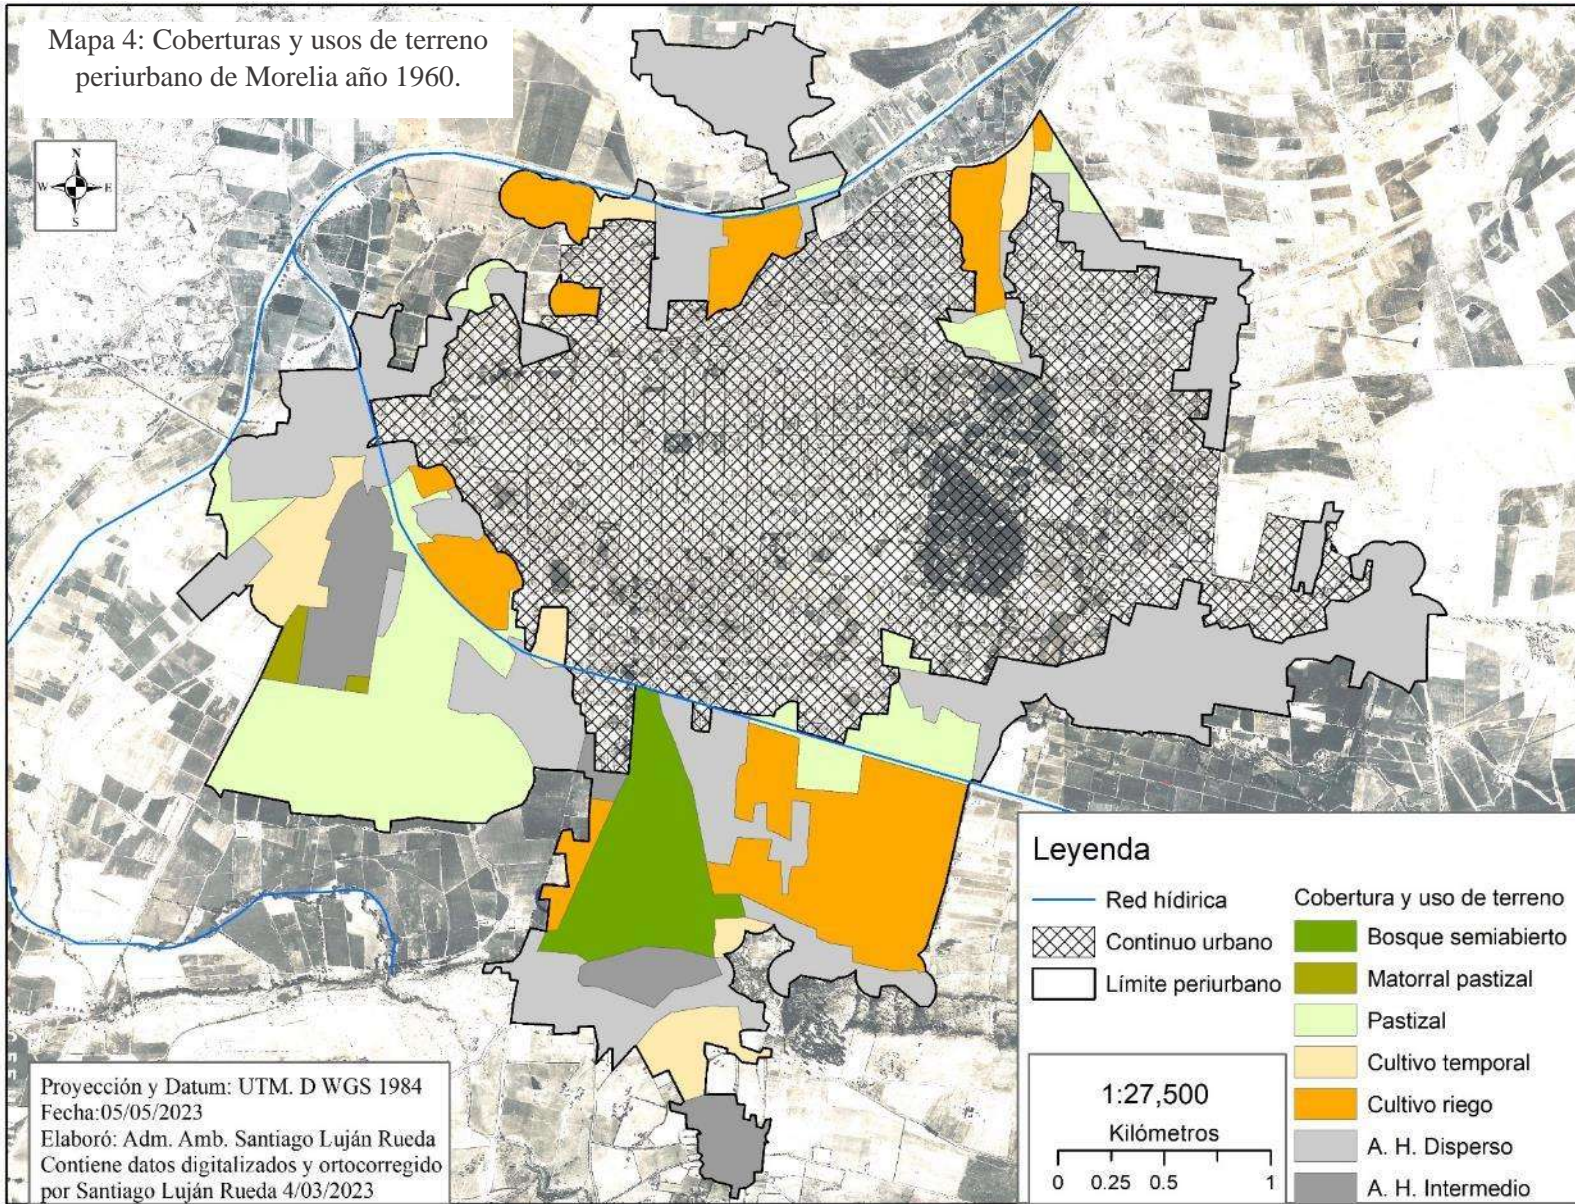 Mapa 4: Coberturas y usos de terreno
periurbano de Morelia año 1960.
N
W
E
S
Leyenda
Red hídirica
Continuo urbano
Límite periurbano
Cobertura y uso de terreno
Bosque semiabierto
Matorral pastizal
Pastizal
Cultivo temporal
Cultivo riego
A. H. Disperso
A. H. Intermedio
1:27,500
Kilómetros
0 0.25 0.5 1
Proyección y Datum: UTM. D WGS 1984
Fecha:05/05/2023
Elaboró: Adm. Amb. Santiago Luján Rueda
Contiene datos digitalizados y ortocorregido
por Santiago Luján Rueda 4/03/2023